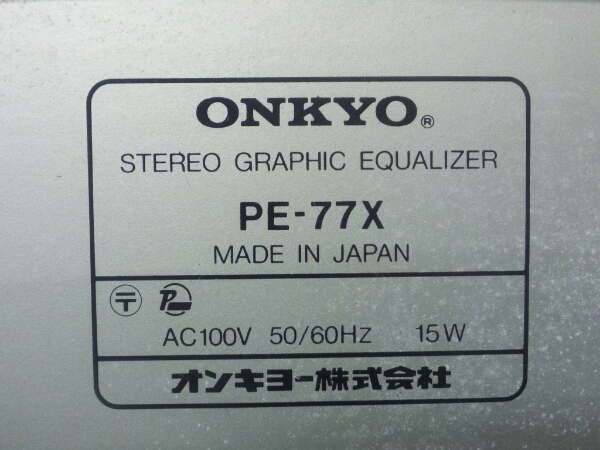 ONKYO®
STEREO GRAPHIC EQUALIZER
PE-77X
MADE IN JAPAN
〒 P
AC100V 50/60Hz 15W
オンキヨー株式会社